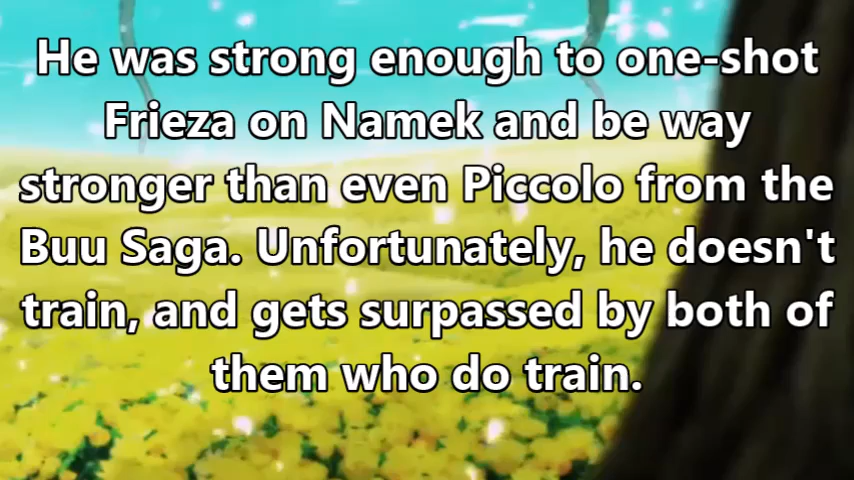 He was strong enough to one-shot
Frieza on Namek and be way
stronger than even Piccolo from the
Buu Saga. Unfortunately, he doesn't
train, and gets surpassed by both of
them who do train.